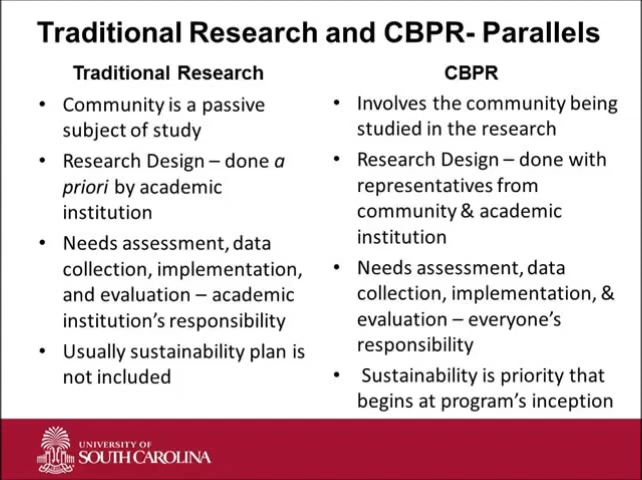 Traditional Research and CBPR- Parallels
Traditional Research
• Community is a passive
subject of study
• Research Design – done a
priori by academic
institution
• Needs assessment, data
collection, implementation,
and evaluation – academic
institution’s responsibility
• Usually sustainability plan is
not included
CBPR
• Involves the community being
studied in the research
• Research Design – done with
representatives from
community & academic
institution
• Needs assessment, data
collection, implementation, &
evaluation – everyone’s
responsibility
• Sustainability is priority that
begins at program’s inception
UNIVERSITY OF
SOUTH CAROLINA